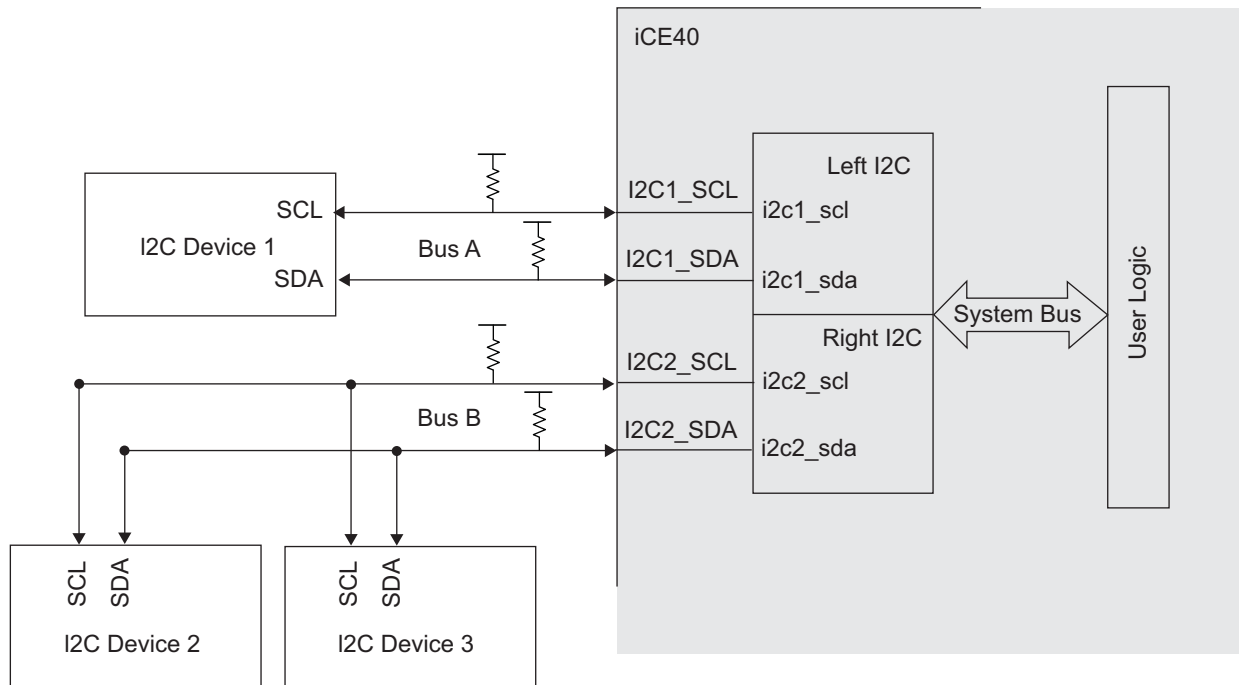 iCE40
Left I2C
I2C1_SCL
SCL
i2c1_scl
I2C Device 1
Bus A
I2C1_SDA
SDA
i2c1_sda
System Bus
User Logic
Right I2C
I2C2_SCL
i2c2_scl
Bus B
I2C2_SDA
i2c2_sda
SCL
SDA
SCL
SDA
I2C Device 2
I2C Device 3